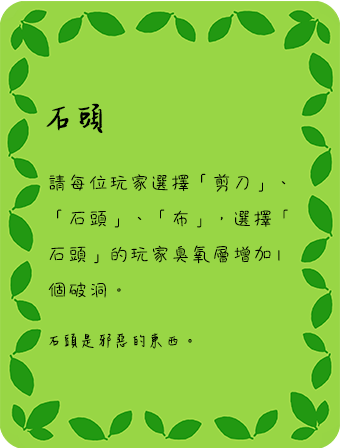 石頭
請每位玩家選擇「剪刀」、
「石頭」、「布」，選擇「
石頭」的玩家臭氧層增加1
個破洞。
石頭是邪惡的東西。